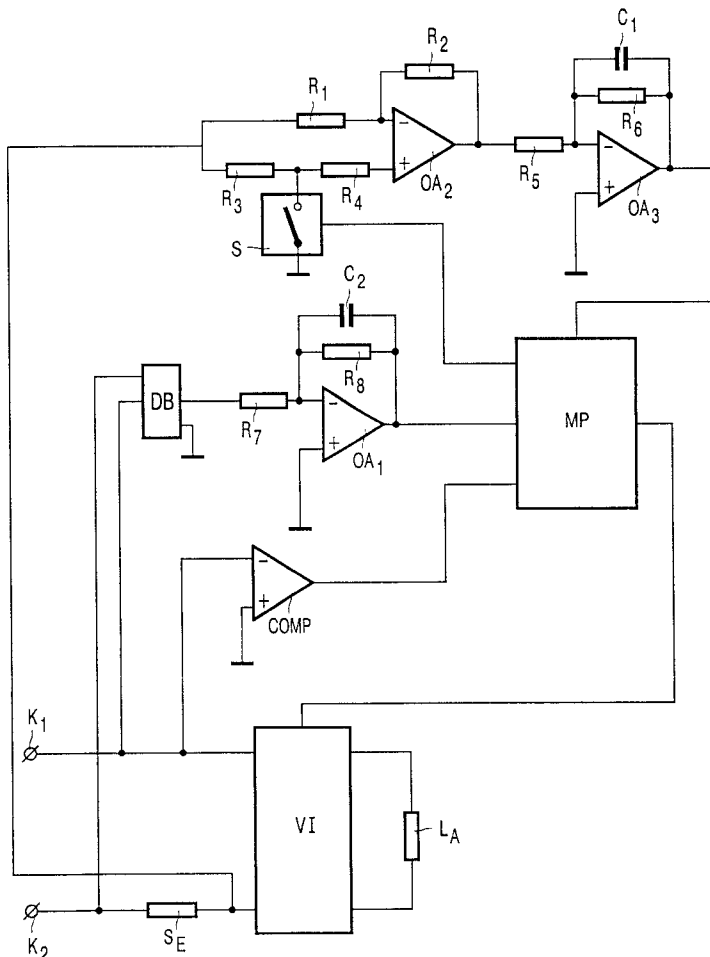 C1
R2
R1
R6
-
-
+
R3
R4
OA2
R5
+
OA3
S
C2
R8
DB
R7
-
+
OA1
MP
-
+
COMP
K1
VI
LA
SE
K2